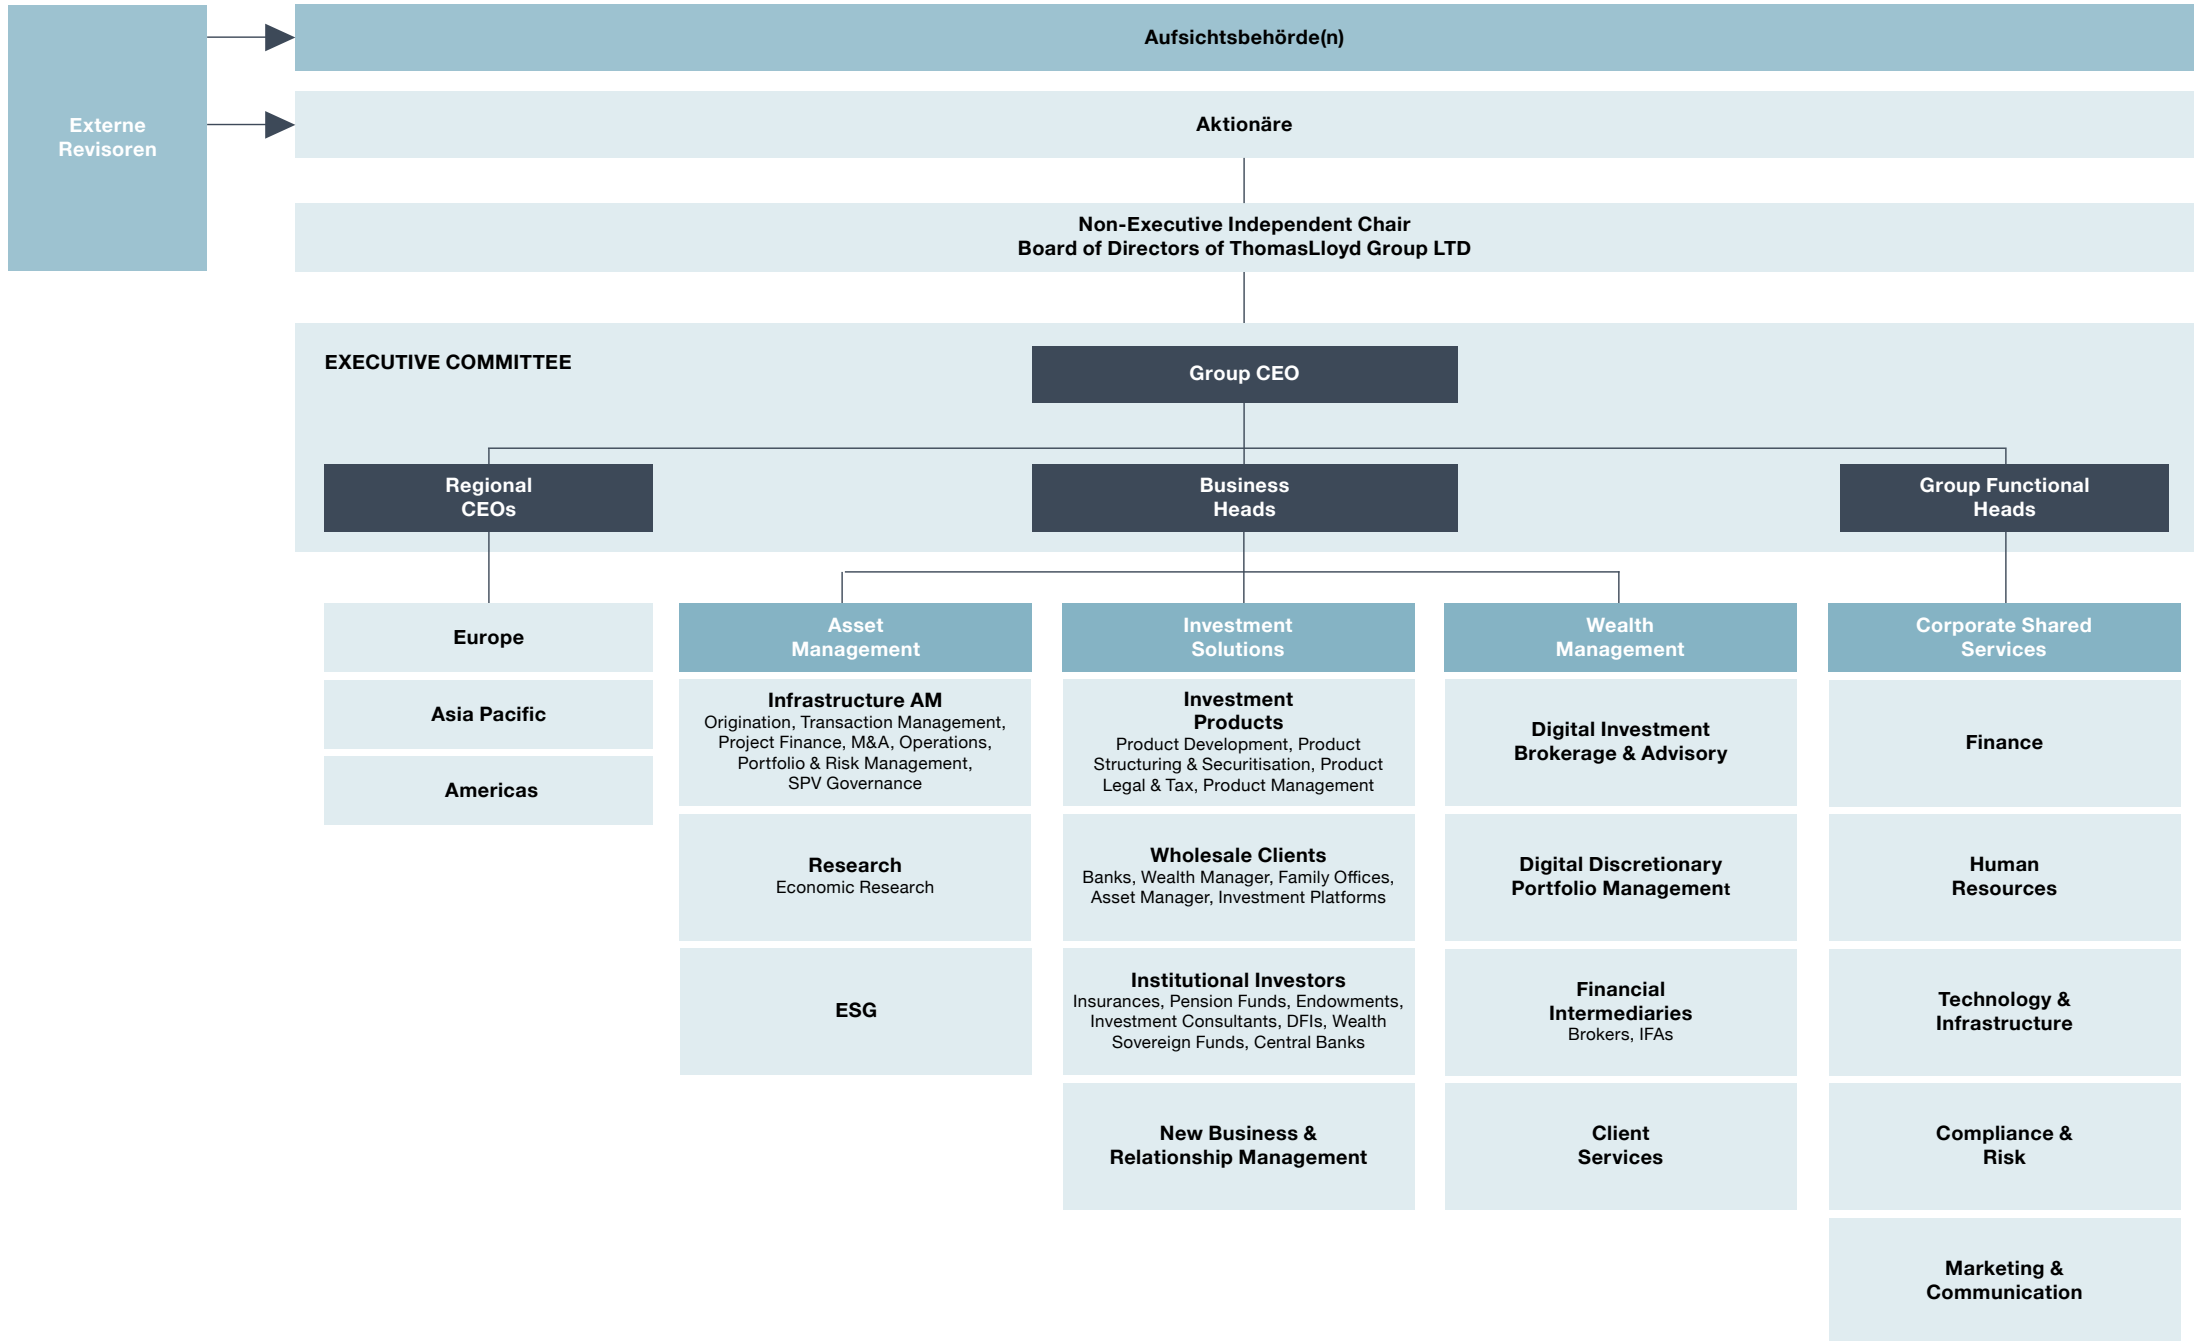 Externe
Revisoren
Aufsichtsbehörde(n)
Aktionäre
Non-Executive Independent Chair
Board of Directors of ThomasLloyd Group LTD
EXECUTIVE COMMITTEE
Group CEO
Regional
CEOs
Business
Heads
Group Functional
Heads
Europe
Asia Pacific
Americas
Asset
Management
Infrastructure AM
Origination, Transaction Management,
Project Finance, M&A, Operations,
Portfolio & Risk Management,
SPV Governance
Research
Economic Research
ESG
Investment
Solutions
Investment
Products
Product Development, Product
Structuring & Securitisation, Product
Legal & Tax, Product Management
Wholesale Clients
Banks, Wealth Manager, Family Offices,
Asset Manager, Investment Platforms
Institutional Investors
Insurances, Pension Funds, Endowments,
Investment Consultants, DFIs, Wealth
Sovereign Funds, Central Banks
New Business &
Relationship Management
Wealth
Management
Digital Investment
Brokerage & Advisory
Digital Discretionary
Portfolio Management
Financial
Intermediaries
Brokers, IFAs
Client
Services
Corporate Shared
Services
Finance
Human
Resources
Technology &
Infrastructure
Compliance &
Risk
Marketing &
Communication